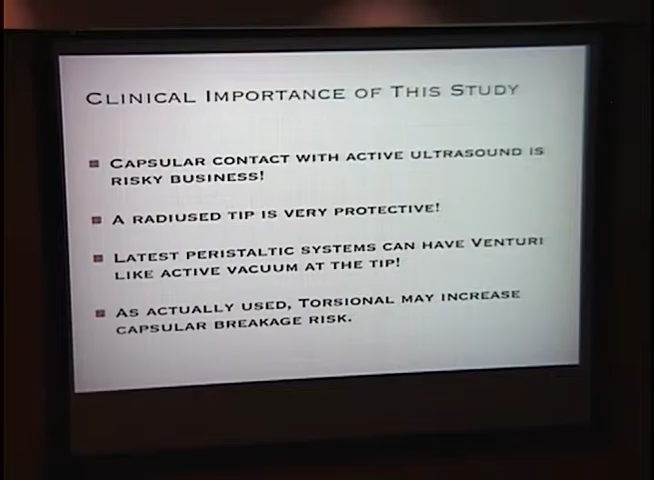 Clinical Importance of This Study
Capsular contact with active ultrasound is
risky business!
A radiused tip is very protective!
Latest peristaltic systems can have Venturi
like active vacuum at the tip!
As actually used, Torsional may increase
capsular breakage risk.